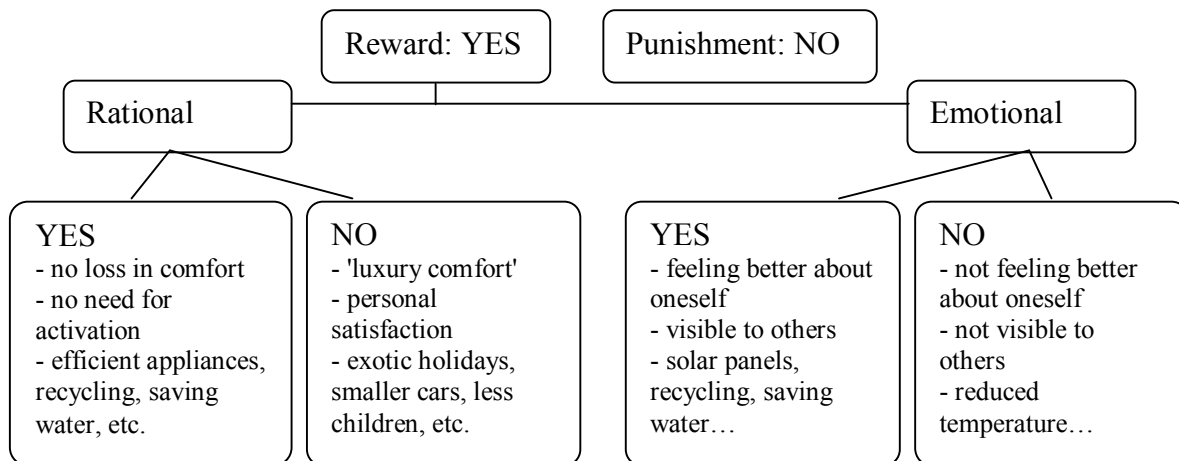 Reward: YES
Punishment: NO
Rational
Emotional
YES
- no loss in comfort
- no need for
activation
- efficient appliances,
recycling, saving
water, etc.
NO
- 'luxury comfort'
- personal
satisfaction
- exotic holidays,
smaller cars, less
children, etc.
YES
- feeling better about
oneself
- visible to others
- solar panels,
recycling, saving
water…
NO
- not feeling better
about oneself
- not visible to
others
- reduced
temperature…